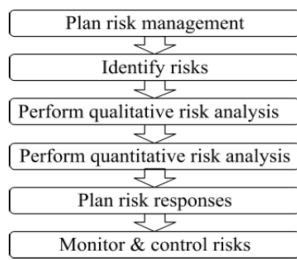 Plan risk management
Identify risks
Perform qualitative risk analysis
Perform quantitative risk analysis
Plan risk responses
Monitor & control risks